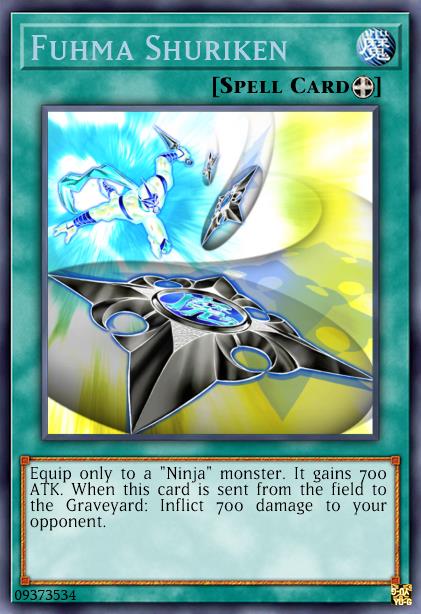 Fuhma Shuriken
魔
[Spell Card]
Equip only to a "Ninja" monster. It gains 700
ATK. When this card is sent from the field to
the Graveyard: Inflict 700 damage to your
opponent.
09373534